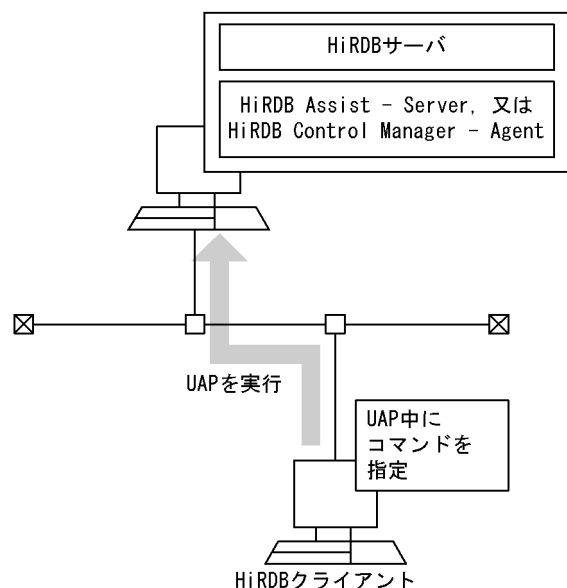 HiRDBサーバ
HiRDB Assist - Server, 又は
HiRDB Control Manager - Agent
UAPを実行
UAP中に
コマンドを
指定
HiRDBクライアント